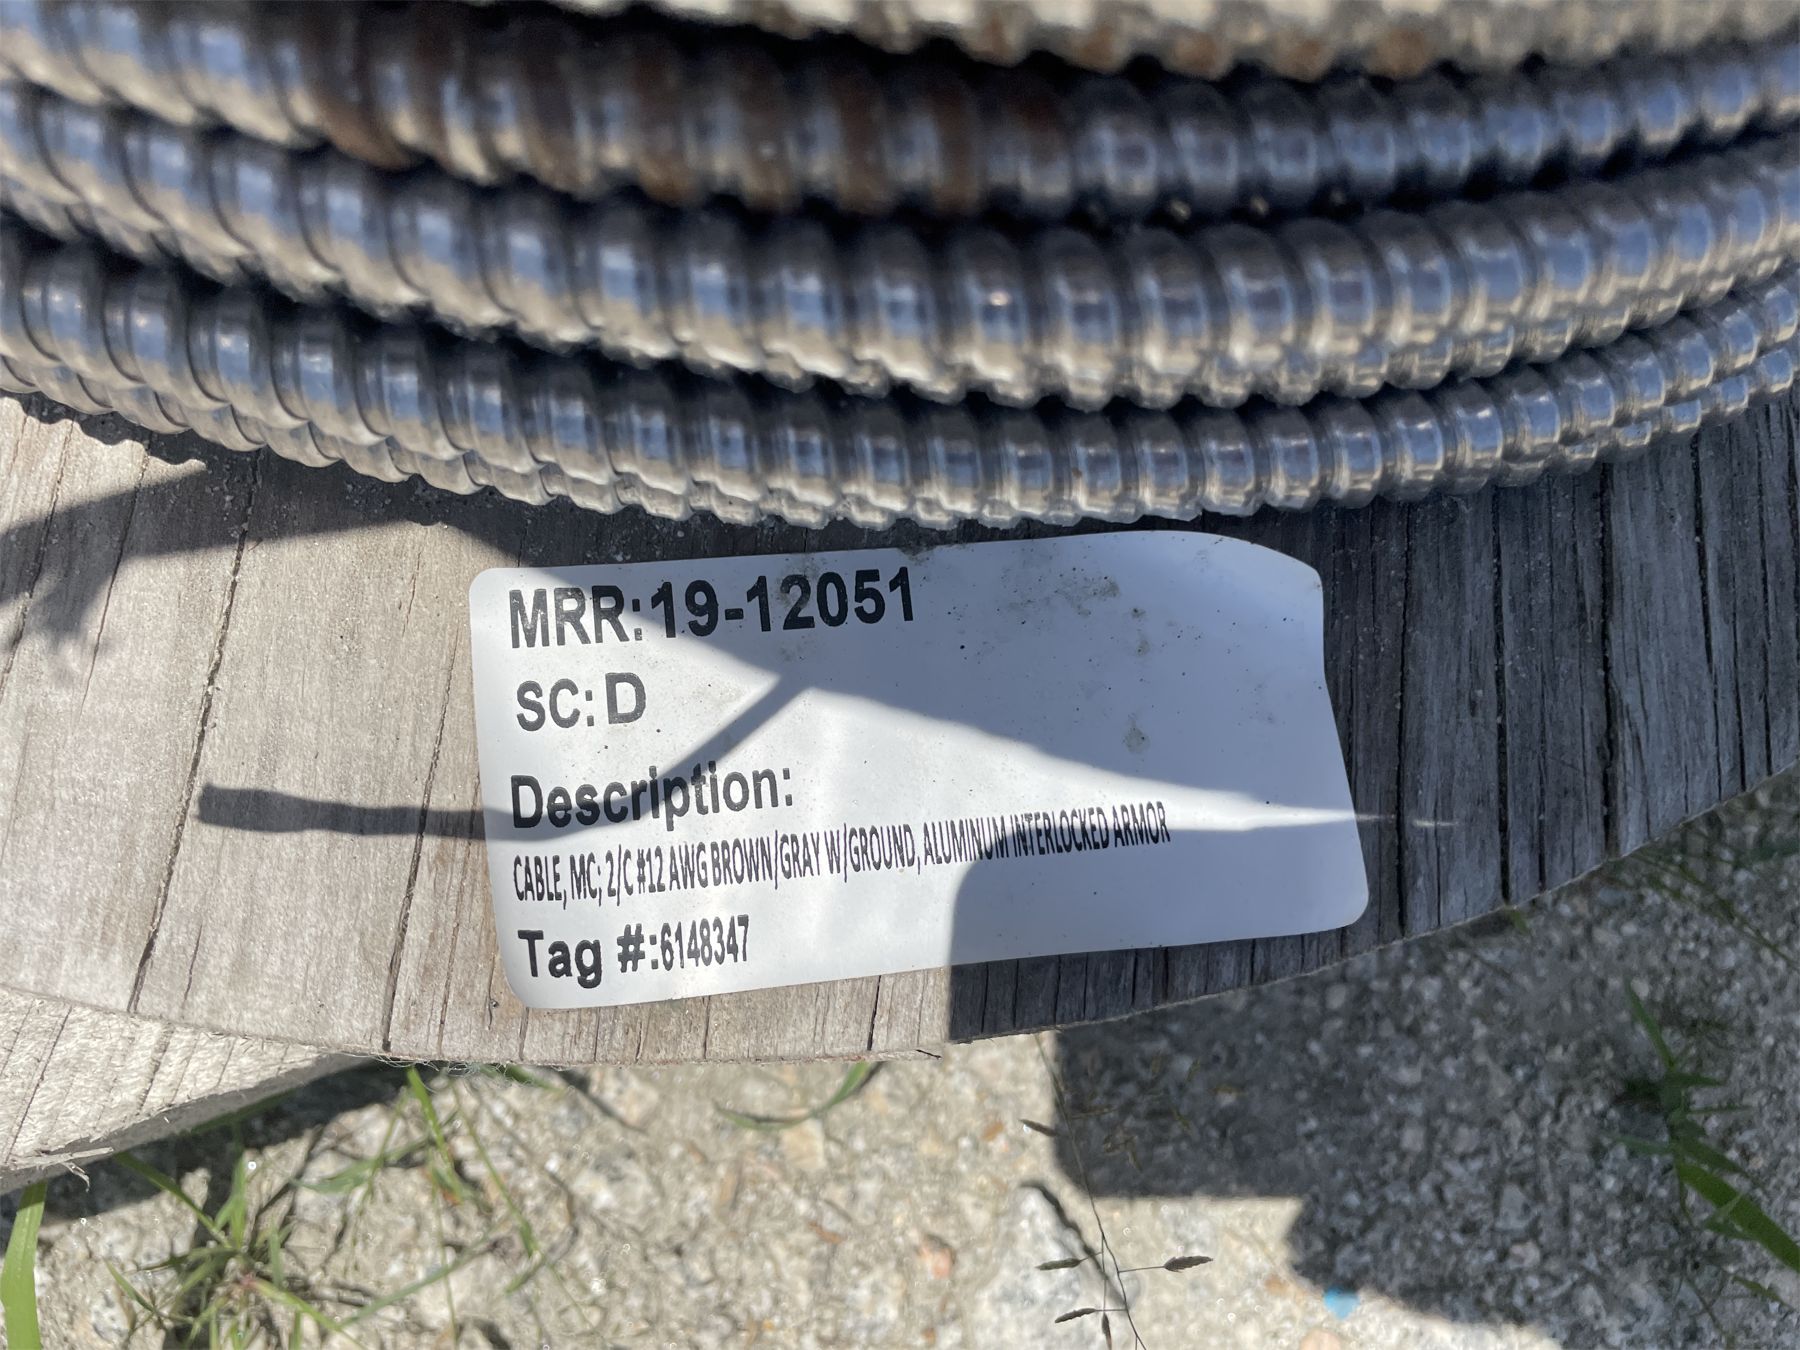 MRR: 19-12051
SC: D
Description:
CABLE, MC; 2/C #12 AWG BROWN/GRAY W/GROUND, ALUMINUM INTERLOCKED ARMOR
Tag #:6148347